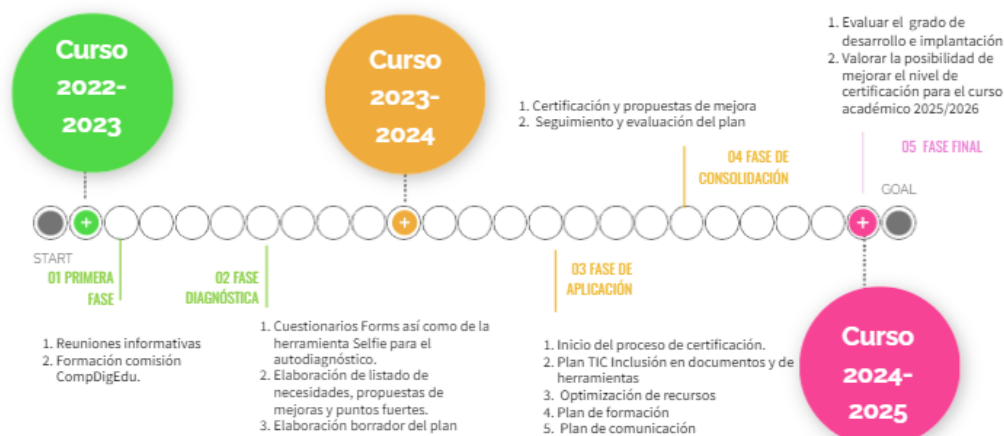 Curso
2022-
2023
Curso
2023-
2024
1. Evaluar el grado de
desarrollo e implantación
2. Valorar la posibilidad de
mejorar el nivel de
certificación para el curso
académico 2025/2026
1. Certificación y propuestas de mejora
2. Seguimiento y evaluación del plan
04 FASE DE
CONSOLIDACIÓN
05 FASE FINAL
GOAL
START
01 PRIMERA
FASE
02 FASE
DIAGNÓSTICA
03 FASE DE
APLICACIÓN
1. Reuniones informativas
2. Formación comisión
CompDigEdu.
1. Cuestionarios Forms así como de la
herramienta Selfie para el
autodiagnóstico.
2. Elaboración de listado de
necesidades, propuestas de
mejoras y puntos fuertes.
3. Elaboración borrador del plan
1. Inicio del proceso de certificación.
2. Plan TIC Inclusión en documentos y de
herramientas
3. Optimización de recursos
4. Plan de formación
5. Plan de comunicación
Curso
2024-
2025